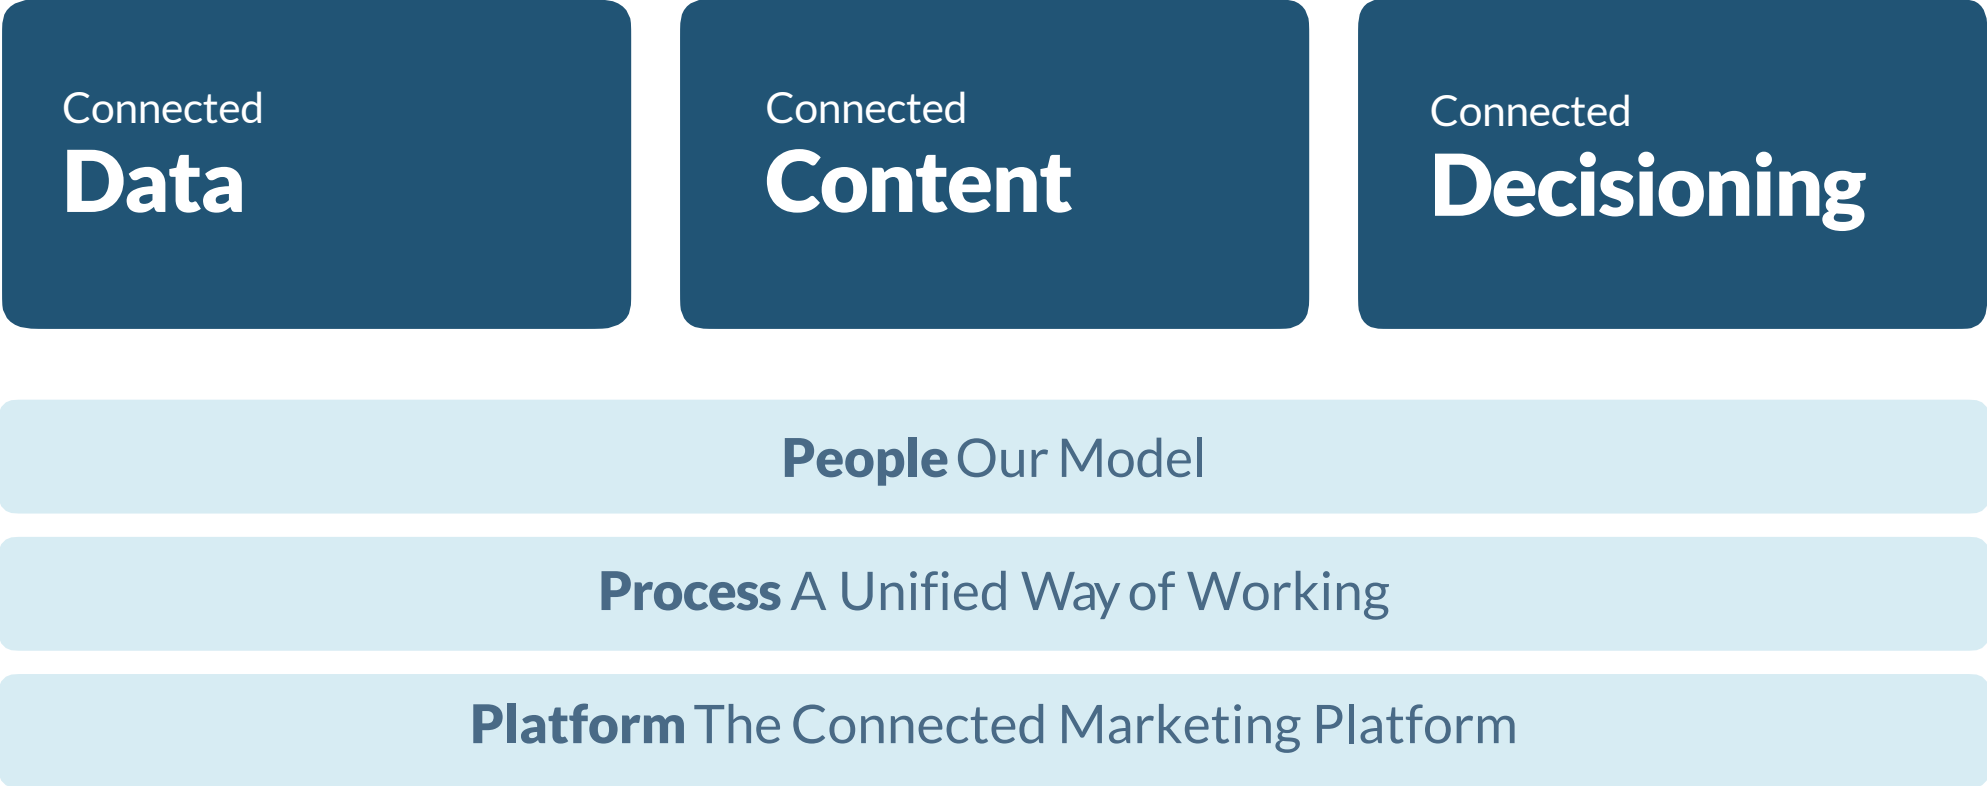 Connected
Data
Connected
Content
Connected
Decisioning
People Our Model
Process A Unified Way of Working
Platform The Connected Marketing Platform